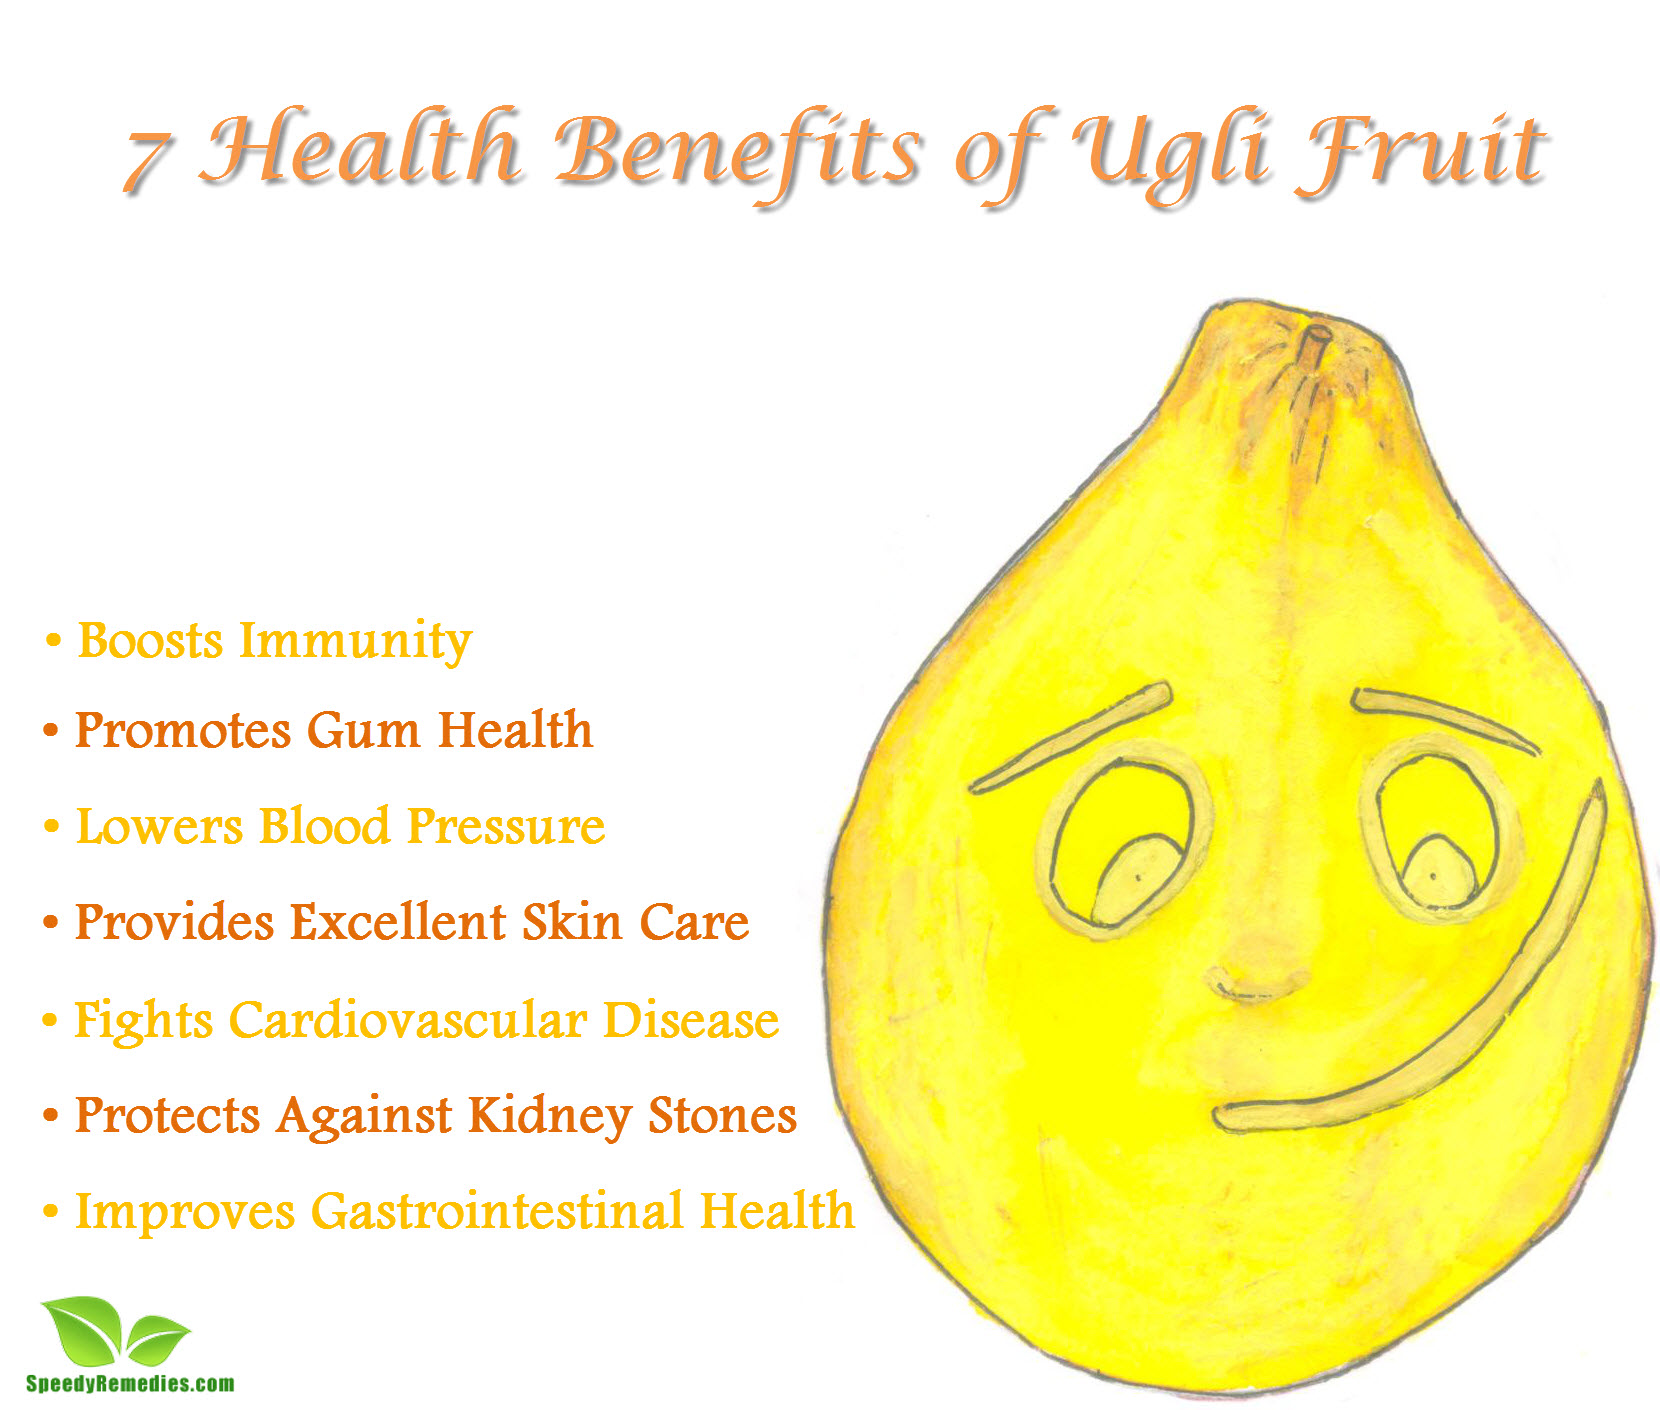 7 Health Benefits of Ugli Fruit
• Boosts Immunity
• Promotes Gum Health
• Lowers Blood Pressure
• Provides Excellent Skin Care
• Fights Cardiovascular Disease
• Protects Against Kidney Stones
• Improves Gastrointestinal Health
SpeedyRemedies.com